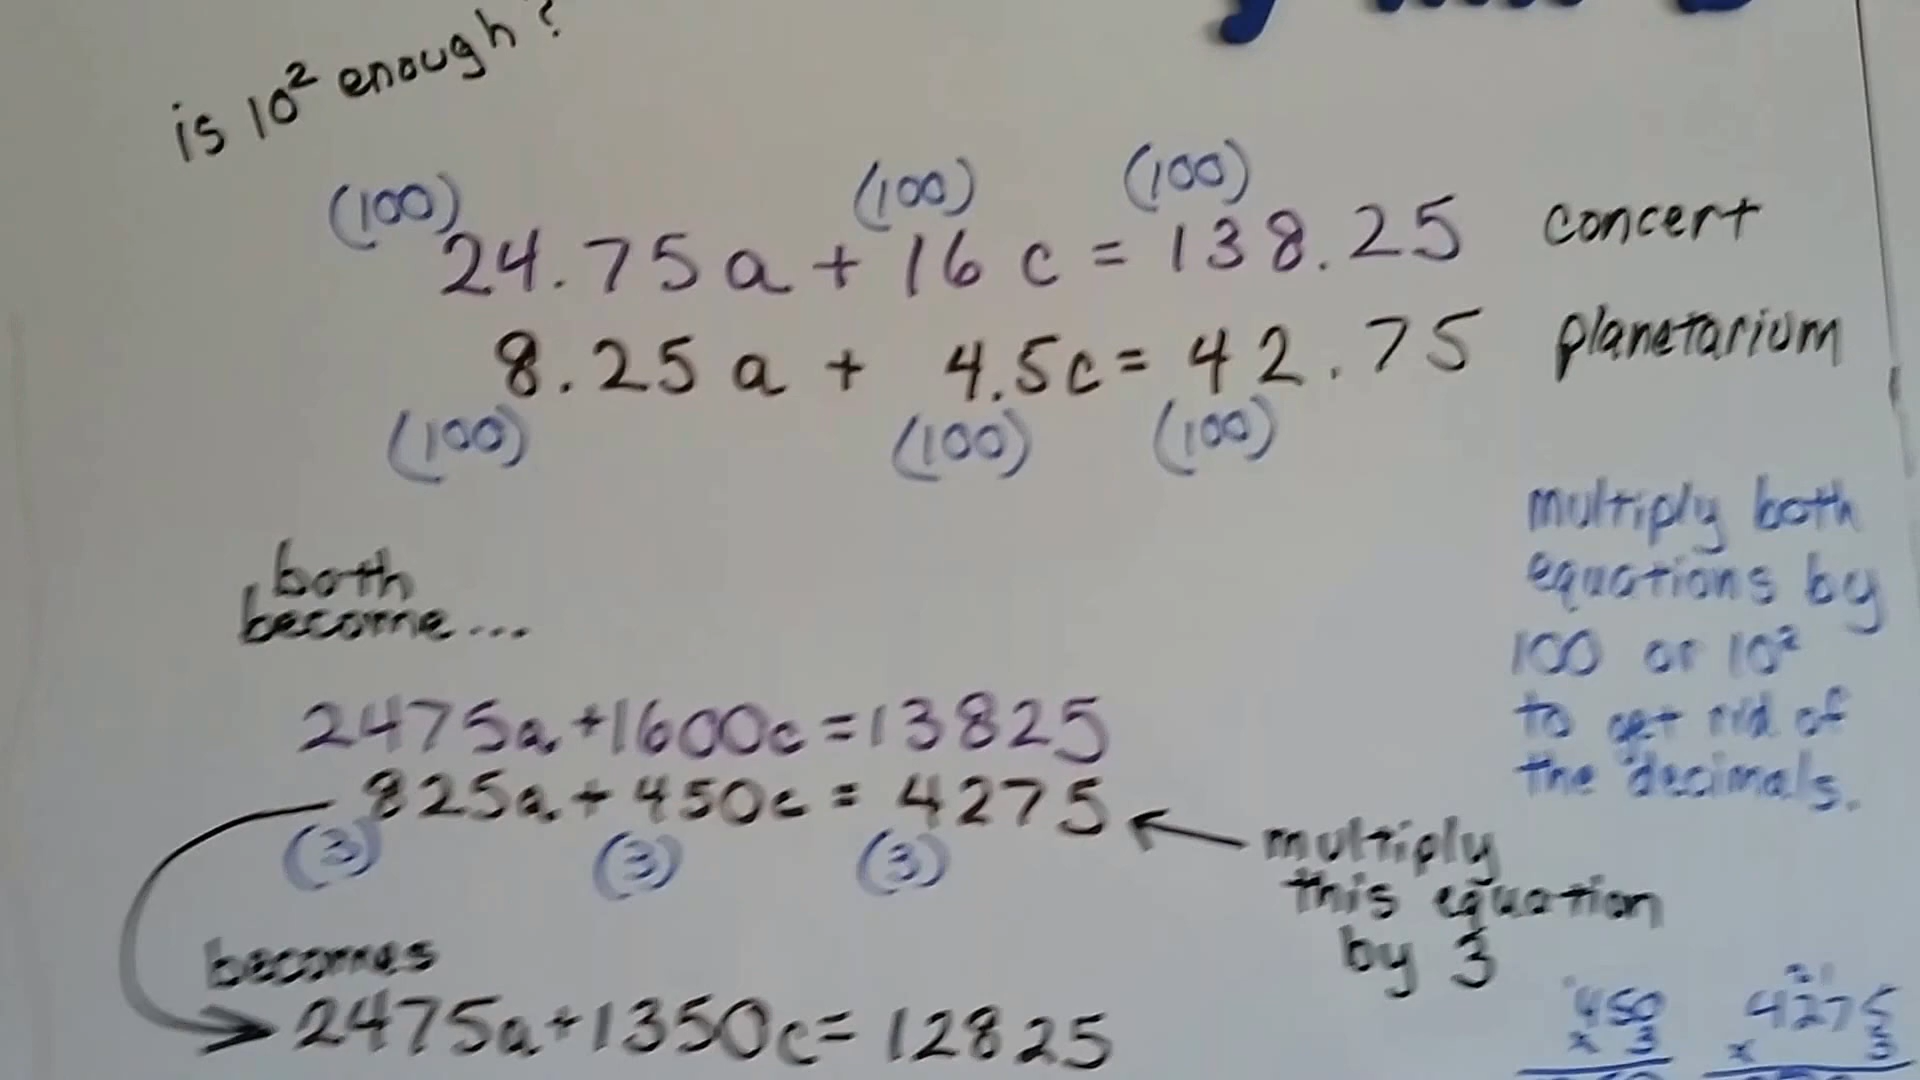 is 10² enough?
(100) (100) (100)
24.75a + 16c = 138.25 concert
8.25a + 4.5c = 42.75 planetarium
(100) (100) (100)
multiply both
equations by
100 or 10²
to get rid of
the decimals.
both
become...
2475a+1600c=13825
825a + 450c = 4275
(3) (3) (3)
multiply
this equation
by 3
becomes
2475a+1350c=12825
450
x 3
21
4275
x 3